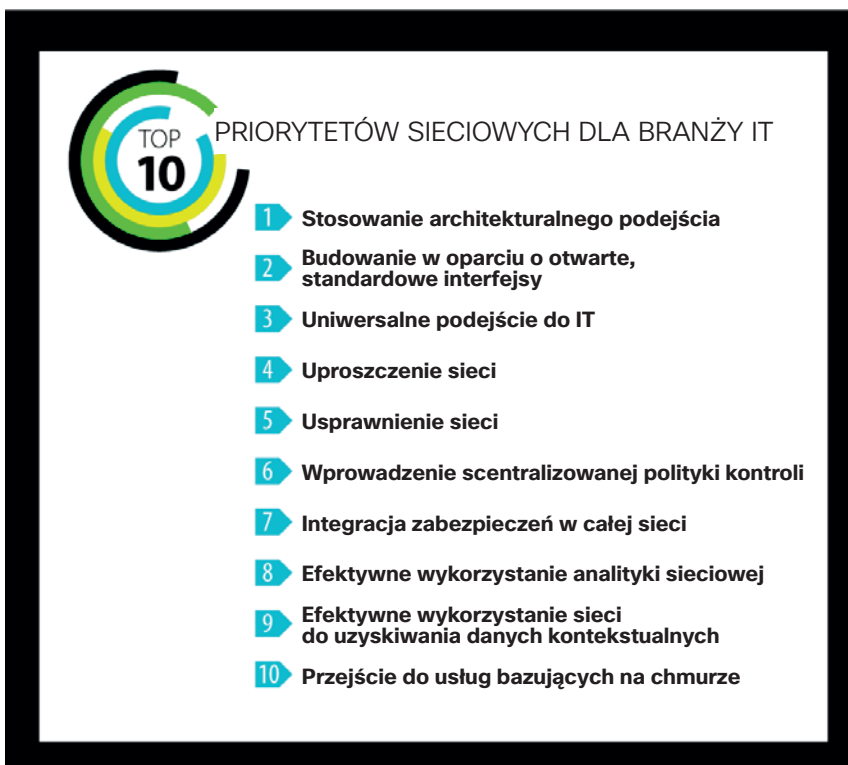 TOP
10
PRIORYTETÓW SIECIOWYCH DLA BRANŻY IT
1 Stosowanie architekturalnego podejścia
2 Budowanie w oparciu o otwarte,
standardowe interfejsy
3 Uniwersalne podejście do IT
4 Uproszczenie sieci
5 Usprawnienie sieci
6 Wprowadzenie scentralizowanej polityki kontroli
7 Integracja zabezpieczeń w całej sieci
8 Efektywne wykorzystanie analityki sieciowej
9 Efektywne wykorzystanie sieci
do uzyskiwania danych kontekstualnych
10 Przejście do usług bazujących na chmurze